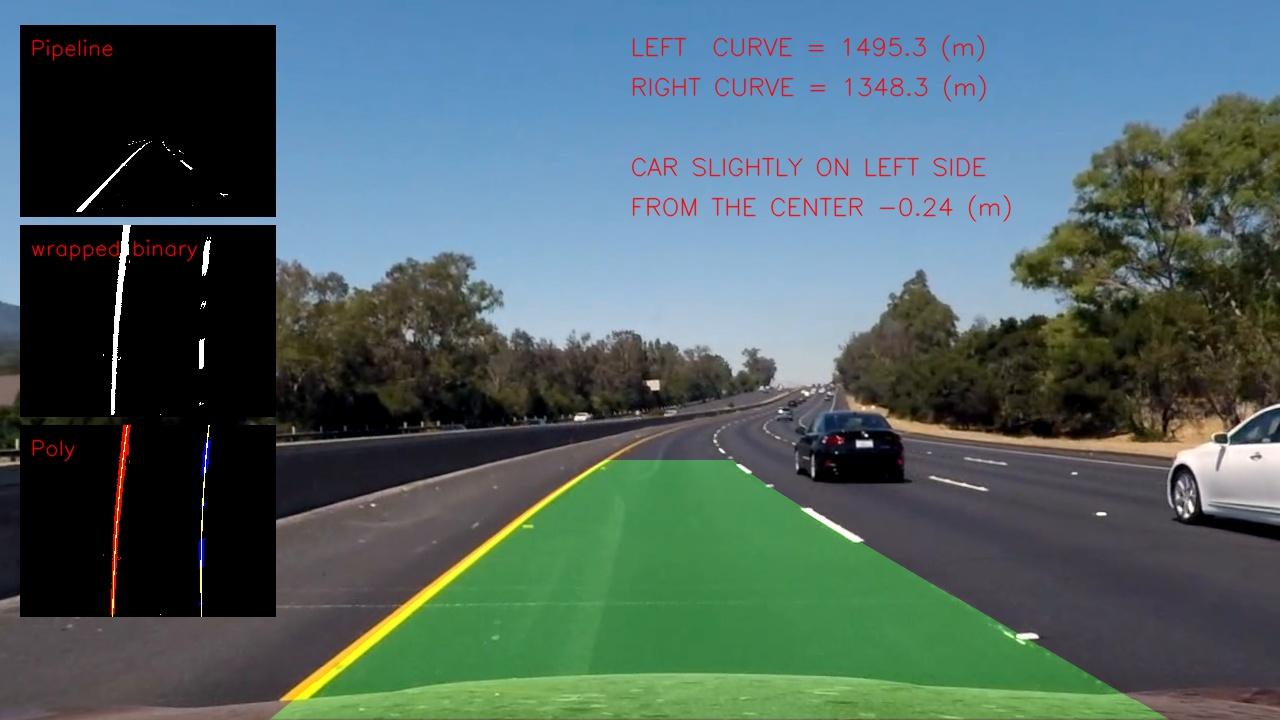 Pipeline
wrapped binary
Poly
LEFT CURVE = 1495.3 (m)
RIGHT CURVE = 1348.3 (m)
CAR SLIGHTLY ON LEFT SIDE
FROM THE CENTER -0.24 (m)